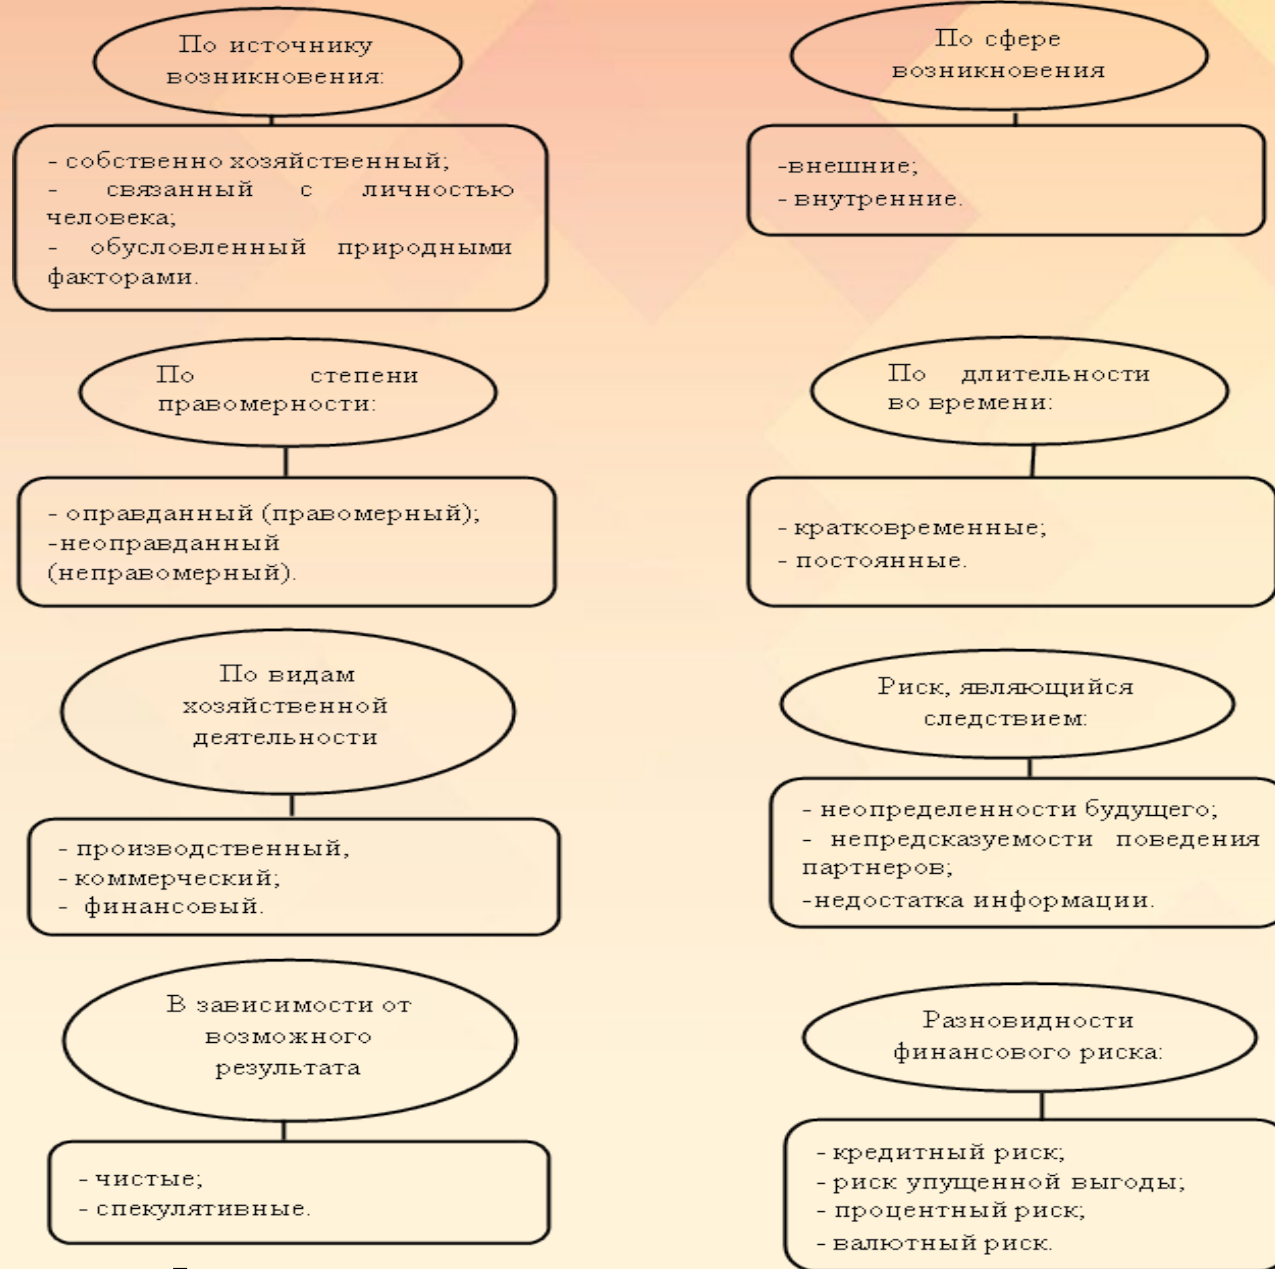 По источнику
возникновения:
- собственно хозяйственный;
- связанный с личностью
человека;
- обусловленный природными
факторами.
По сфере
возникновения
-внешние;
- внутренние.
По степени
правомерности:
- оправданный (правомерный);
-неоправданный
(неправомерный).
По длительности
во времени:
- кратковременные;
- постоянные.
По видам
хозяйственной
деятельности
- производственный,
- коммерческий;
- финансовый.
Риск, являющийся
следствием:
- неопределенности будущего;
- непредсказуемости поведения
партнеров;
-недостатка информации.
В зависимости от
возможного
результата
- чистые;
- спекулятивные.
Разновидности
финансового риска:
- кредитный риск;
- риск упущенной выгоды;
- процентный риск;
- валютный риск.